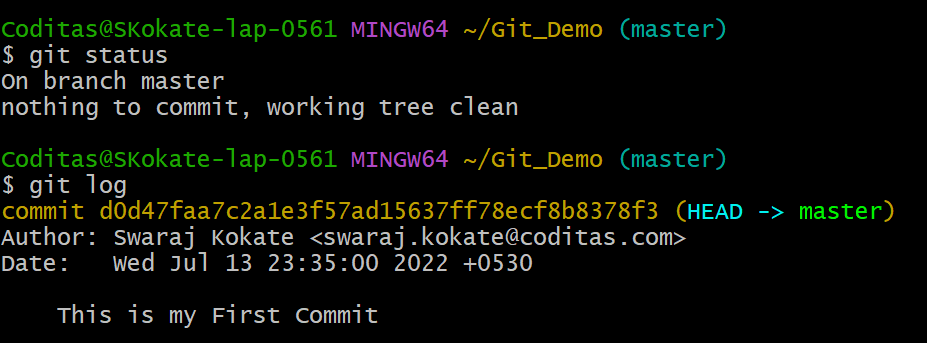 Coditas@SKokate-lap-0561 MINGW64 ~/Git_Demo (master)
$ git status
On branch master
nothing to commit, working tree clean

Coditas@SKokate-lap-0561 MINGW64 ~/Git_Demo (master)
$ git log
commit d0d47faa7c2a1e3f57ad15637ff78ecf8b8378f3 (HEAD -> master)
Author: Swaraj Kokate <swaraj.kokate@coditas.com>
Date:   Wed Jul 13 23:35:00 2022 +0530

    This is my First Commit